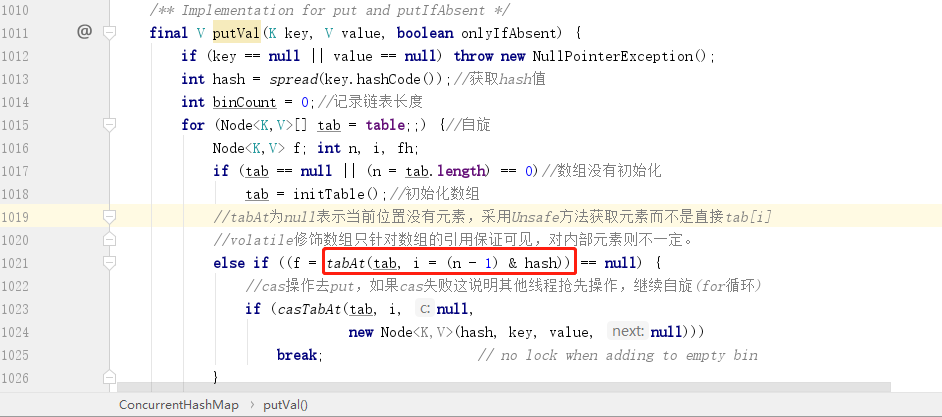 1010 /** Implementation for put and putIfAbsent */
1011 @ final V putVal(K key, V value, boolean onlyIfAbsent) {
1012 if (key == null || value == null) throw new NullPointerException();
1013 int hash = spread(key.hashCode());//获取hash值
1014 int binCount = 0;//记录链表长度
1015 for (Node<K,V>[] tab = table;;) {//自旋
1016 Node<K,V> f; int n, i, fh;
1017 if (tab == null || (n = tab.length) == 0)//数组没有初始化
1018 tab = initTable();//初始化数组
1019 //tabAt为null表示当前位置没有元素，采用Unsafe方法获取元素而不是直接tab[i]
1020 //volatile修饰数组只针对数组的引用保证可见，对内部元素则不一定。
1021 else if ((f = tabAt(tab, i = (n - 1) & hash)) == null) {
1022 //cas操作去put，如果cas失败这说明其他线程抢先操作，继续自旋(for循环)
1023 if (casTabAt(tab, i, c: null,
1024 new Node<K,V>(hash, key, value, next: null)))
1025 break; // no lock when adding to empty bin
1026 }
ConcurrentHashMap › putVal()